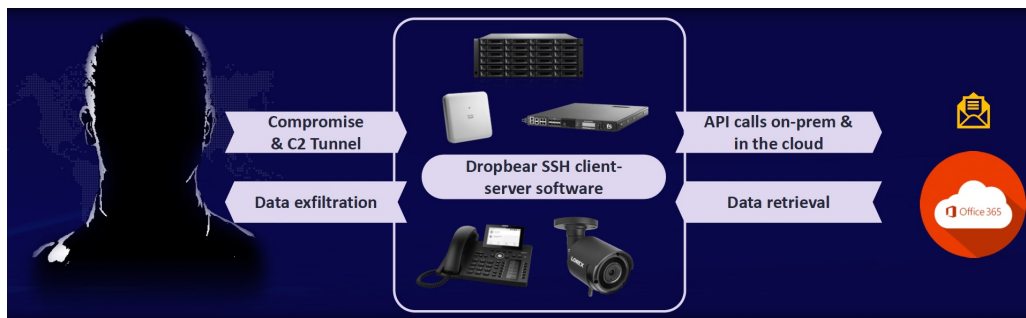 Compromise
& C2 Tunnel
API calls on-prem &
in the cloud
Dropbear SSH client-
server software
Data exfiltration
Data retrieval
Office 365
LOREX